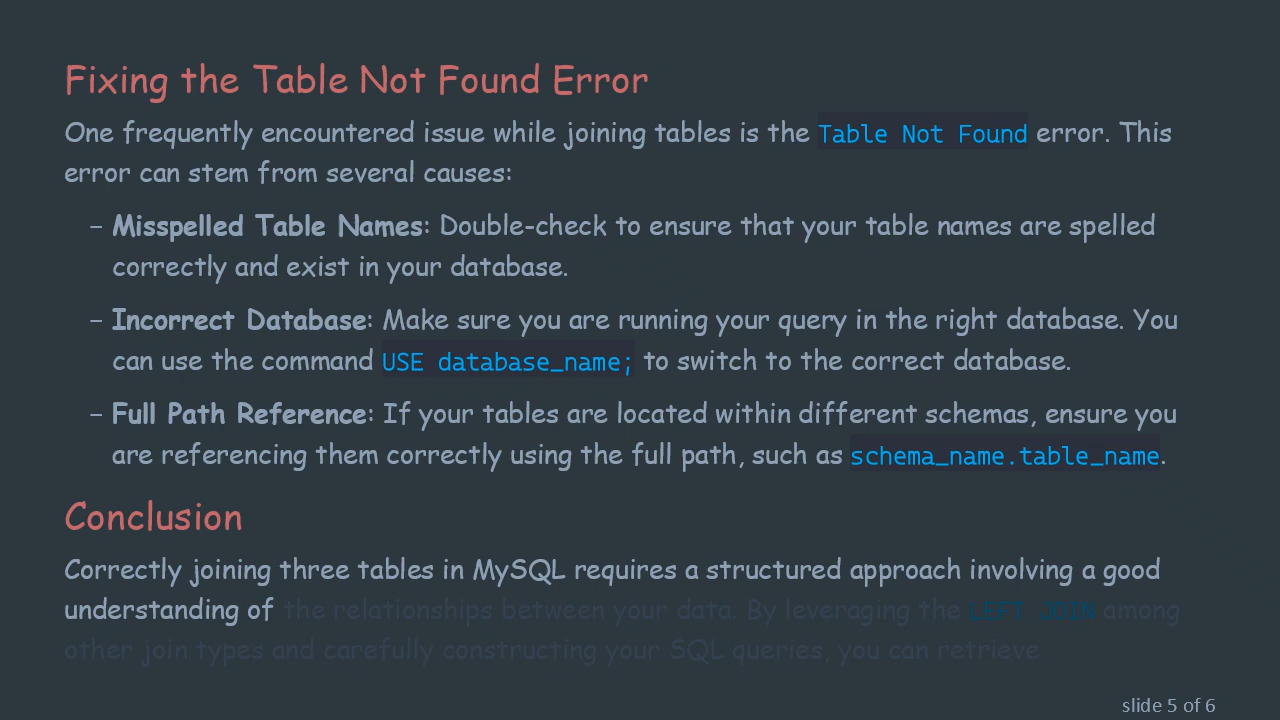 Fixing the Table Not Found Error
One frequently encountered issue while joining tables is the Table Not Found error. This
error can stem from several causes:
– Misspelled Table Names: Double-check to ensure that your table names are spelled
correctly and exist in your database.
– Incorrect Database: Make sure you are running your query in the right database. You
can use the command USE database_name; to switch to the correct database.
– Full Path Reference: If your tables are located within different schemas, ensure you
are referencing them correctly using the full path, such as schema_name.table_name.
Conclusion
Correctly joining three tables in MySQL requires a structured approach involving a good
understanding of the relationships between your data. By leveraging the LEFT JOIN among
other join types and carefully constructing your SQL queries, you can retrieve
slide 5 of 6